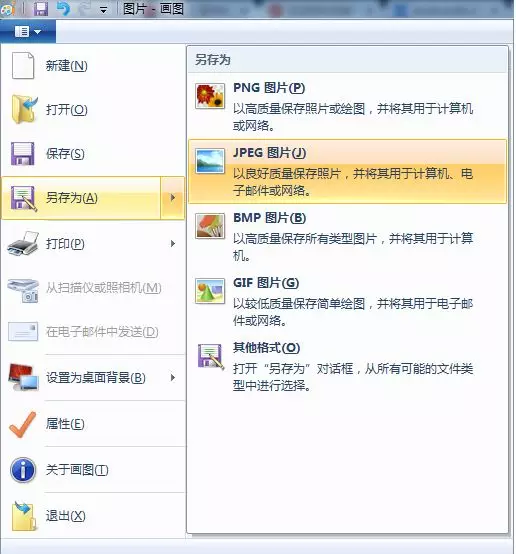 图片 - 画图
新建(N)
打开(O)
保存(S)
另存为(A)
打印(P)
从扫描仪或照相机(M)
在电子邮件中发送(D)
设置为桌面背景(B)
属性(E)
关于画图(T)
退出(X)
另存为
PNG 图片(P)
以高质量保存照片或绘图，并将其用于计算机
或网络。
JPEG 图片(J)
以良好质量保存照片，并将其用于计算机、电
子邮件或网络。
BMP 图片(B)
以高质量保存所有类型图片，并将其用于计算
机。
GIF 图片(G)
以较低质量保存简单绘图，并将其用于电子邮
件或网络。
其他格式(O)
打开“另存为”对话框，从所有可能的文件类
型中进行选择。